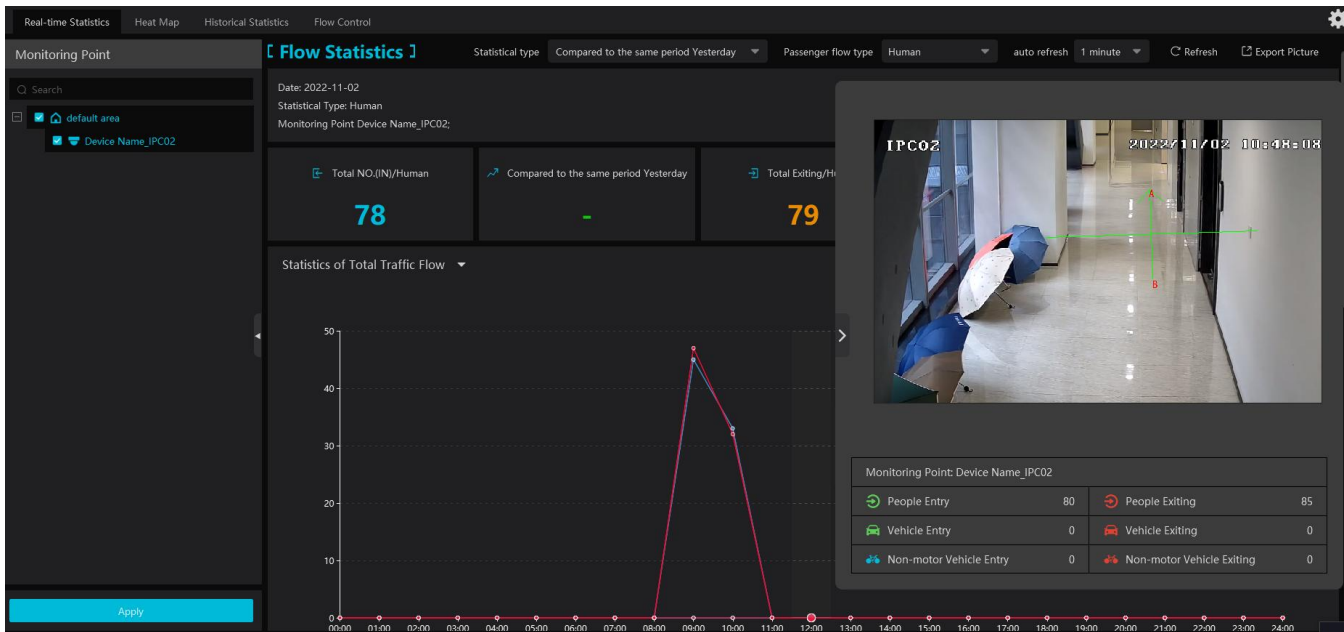 Real-time Statistics Heat Map Historical Statistics Flow Control
Monitoring Point
Search
default area
Device Name_IPC02
Apply
[ Flow Statistics ] Statistical type Compared to the same period Yesterday Passenger flow type Human auto refresh 1 minute Refresh Export Picture
Date: 2022-11-02
Statistical Type: Human
Monitoring Point Device Name_IPC02;
Total NO.(IN)/Human Compared to the same period Yesterday Total Exiting/H
78 - 79
Statistics of Total Traffic Flow
50
40
30
20
10
0
00:00 01:00 02:00 03:00 04:00 05:00 06:00 07:00 08:00 09:00 10:00 11:00 12:00 13:00 14:00 15:00 16:00 17:00 18:00 19:00 20:00 21:00 22:00 23:00 24:00
IPC02 2022/11/02 10:48:08
A
B
Monitoring Point: Device Name_IPC02
People Entry 80 People Exiting 85
Vehicle Entry 0 Vehicle Exiting 0
Non-motor Vehicle Entry 0 Non-motor Vehicle Exiting 0